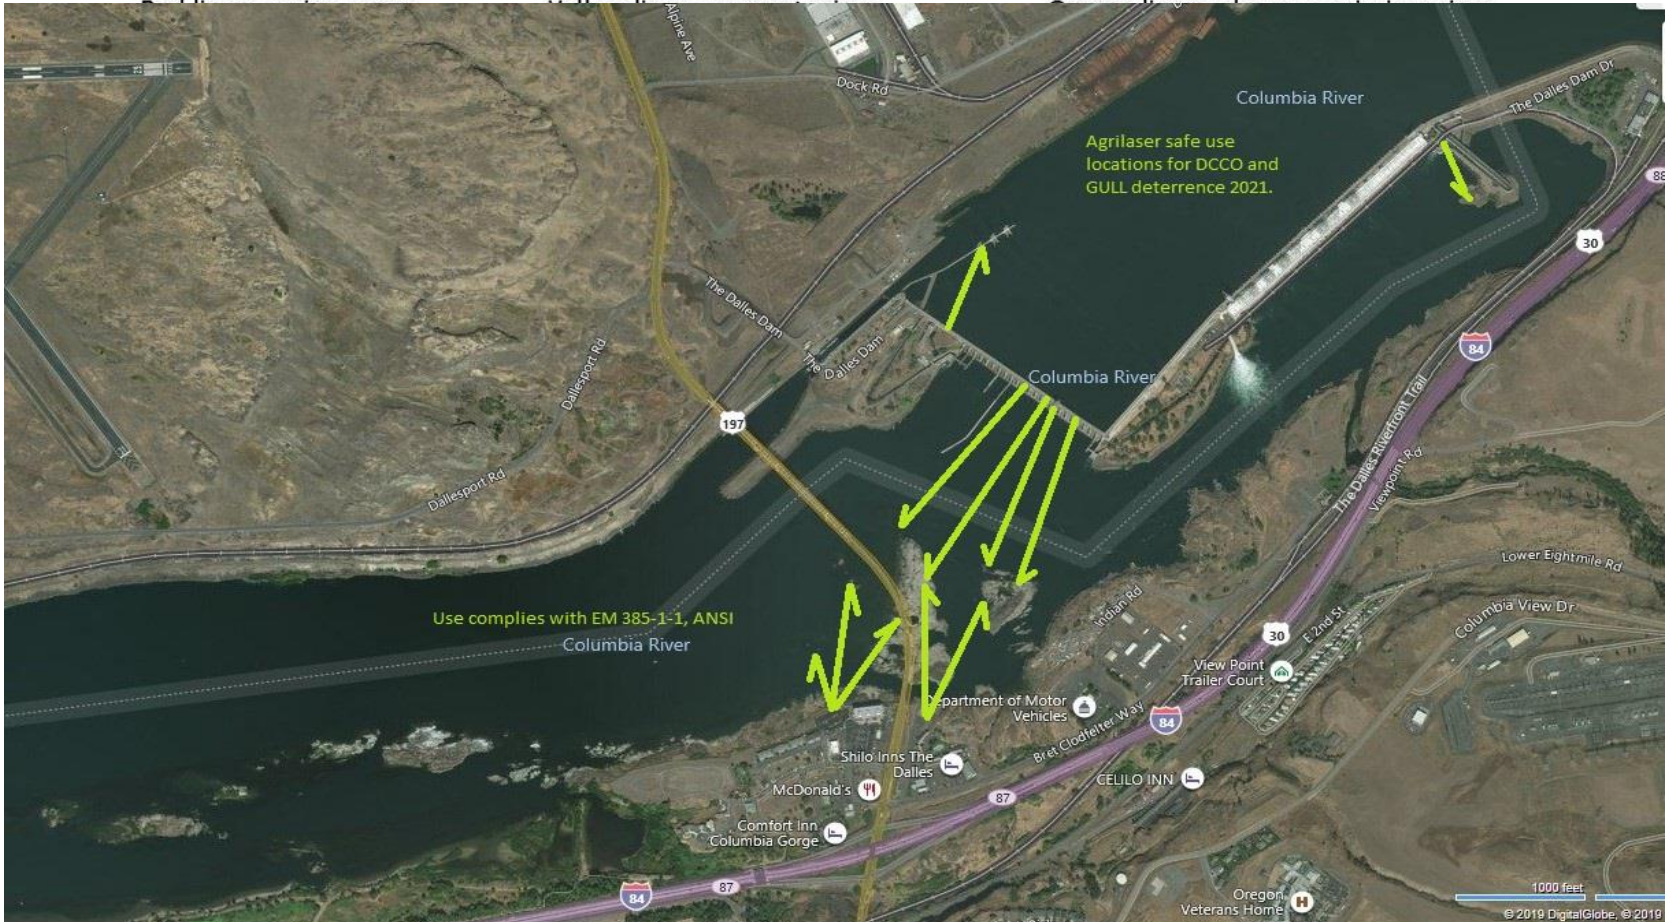 Alpine Ave
Dock Rd
Columbia River
The Dalles Dam Dr
88
Agrilaser safe use
locations for DCCO and
GULL deterrence 2021.
25
30
The Dalles Dam
The Dalles Dam
84
Dallesport Rd
Columbia River
197
The Dalles Riverfront Trail
Viewpoint Rd
Dallesport Rd
Lower Eightmile Rd
Use complies with EM 385-1-1, ANSI
Columbia River
Indian Rd
Columbia View Dr
E 2nd St
30
View Point
Trailer Court
Department of Motor
Vehicles
84
Bret Clodfelter Way
Shilo Inns The
Dalles
CELILO INN
McDonald's
87
Comfort Inn
Columbia Gorge
87
84
Oregon
Veterans Home
1000 feet
© 2019 DigitalGlobe, © 2019